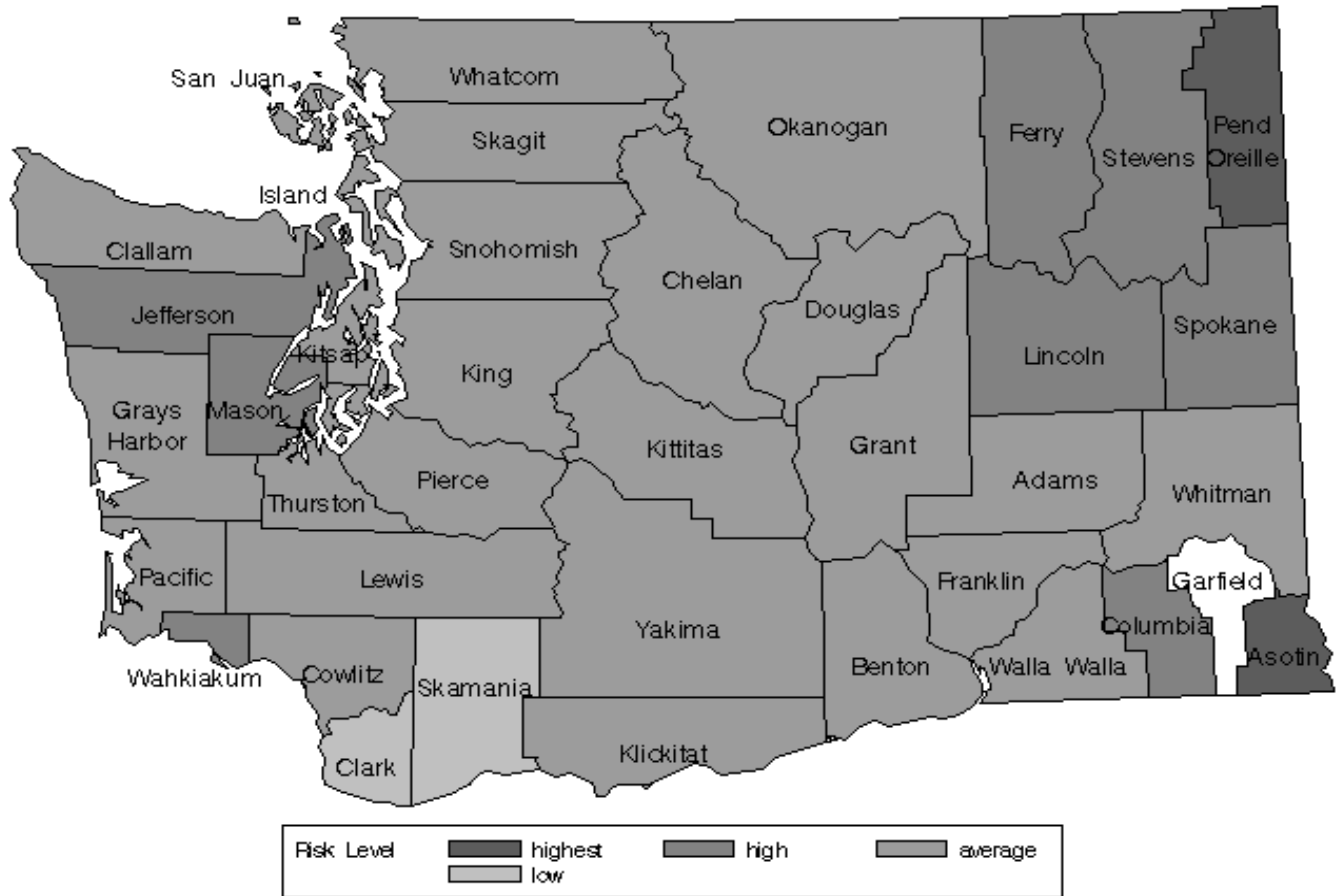 San Juan
Whatcom
Skagit
Okanogan
Ferry
Stevens
Pend
Oreille
Island
Clallam
Snohomish
Chelan
Douglas
Jefferson
Kitsap
King
Lincoln
Spokane
Grays
Harbor
Mason
Kittitas
Grant
Adams
Whitman
Thurston
Pierce
Pacific
Lewis
Yakima
Franklin
Garfield
Columbia
Asotin
Wahkiakum
Cowlitz
Skamania
Benton
Walla Walla
Clark
Klickitat
Risk Level highest high average
low